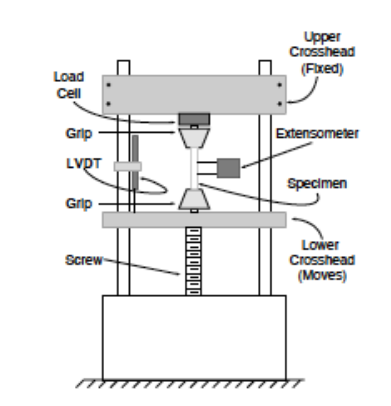 Upper
Crosshead
(Fixed)
Load
Cell
Grip
Extensometer
LVDT
Specimen
Grip
Lower
Crosshead
(Moves)
Screw